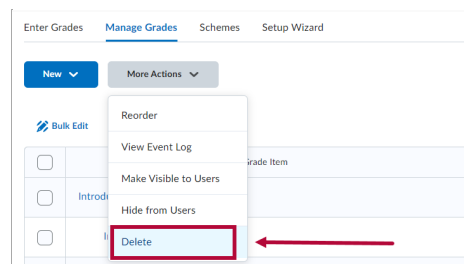 Enter Grades Manage Grades Schemes Setup Wizard
New More Actions
Reorder
Bulk Edit
View Event Log
Grade Item
Make Visible to Users
Hide from Users
Delete